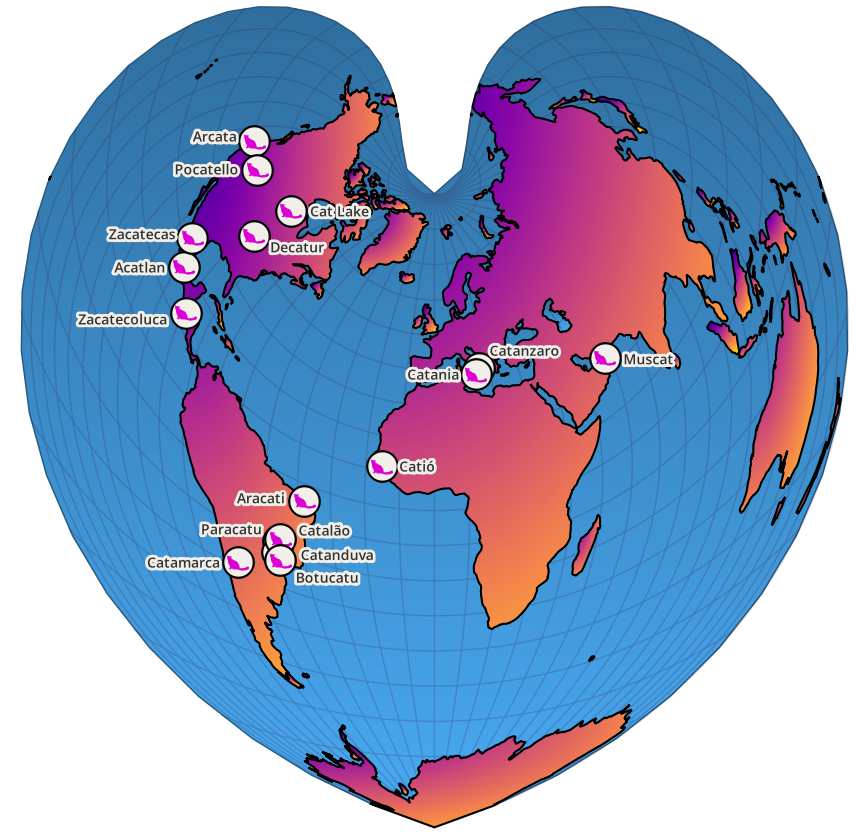 Arcata
Pocatello
Cat Lake
Zacatecas
Decatur
Acatlan
Zacatecoluca
Catanzaro
Muscat
Catania
Catió
Aracati
Paracatu
Catalão
Catanduva
Catamarca
Botucatu